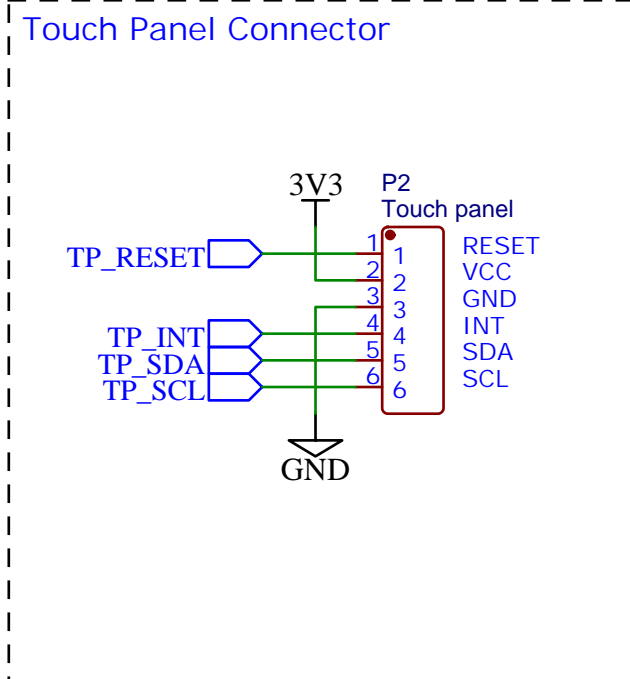 Touch Panel Connector
3V3
P2
Touch panel
TP_RESET 1 1 RESET
2 2 VCC
3 3 GND
TP_INT 4 4 INT
TP_SDA 5 5 SDA
TP_SCL 6 6 SCL
GND